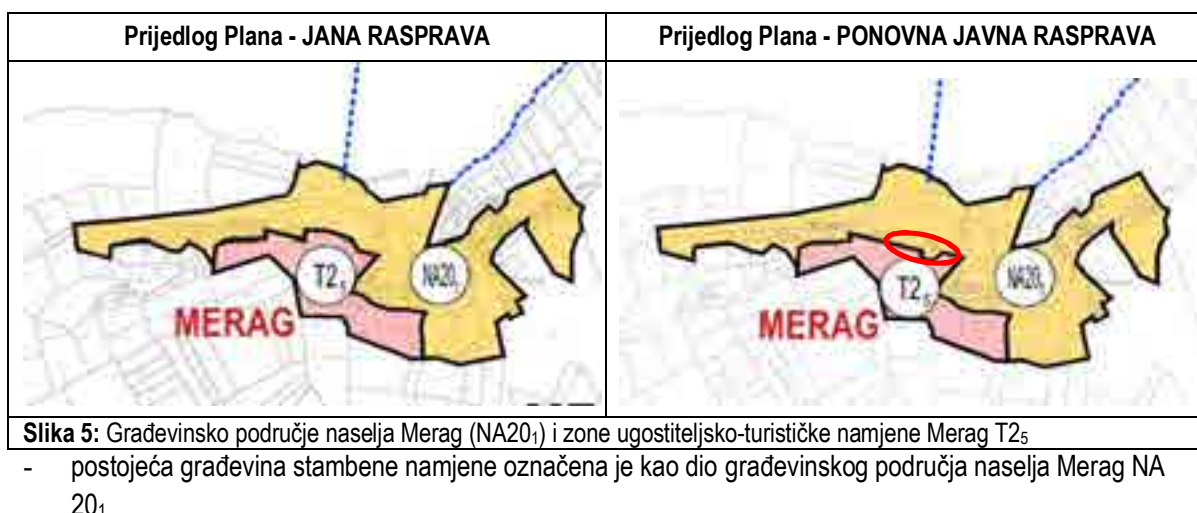 Prijedlog Plana - JANA RASPRAVA
Prijedlog Plana - PONOVNA JAVNA RASPRAVA
T2₅
NA20₁
MERAG
T2₅
NA20₁
MERAG
Slika 5: Građevinsko područje naselja Merag (NA20₁) i zone ugostiteljsko-turističke namjene Merag T2₅
- postojeća građevina stambene namjene označena je kao dio građevinskog područja naselja Merag NA
20₁